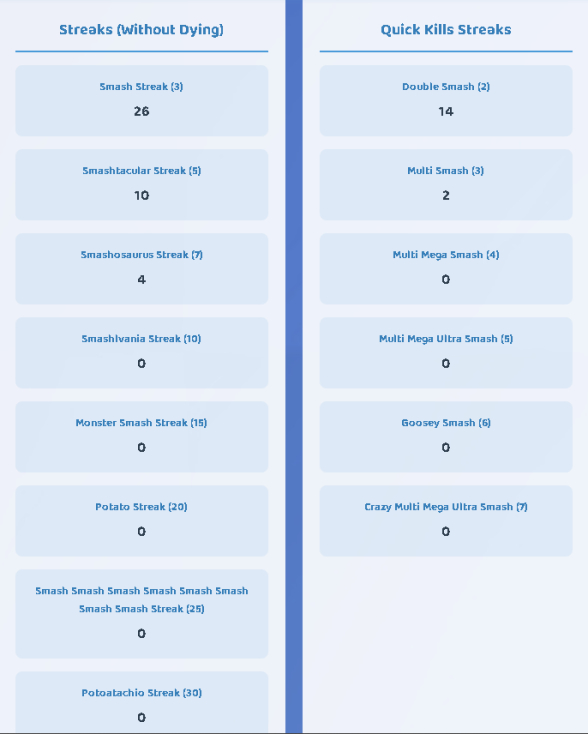 Streaks (Without Dying)
Smash Streak (3)
26
Smashtacular Streak (5)
10
Smashosaurus Streak (7)
4
Smashlvania Streak (10)
0
Monster Smash Streak (15)
0
Potato Streak (20)
0
Smash Smash Smash Smash Smash Smash
Smash Smash Streak (25)
0
Potoatachio Streak (30)
0
Quick Kills Streaks
Double Smash (2)
14
Multi Smash (3)
2
Multi Mega Smash (4)
0
Multi Mega Ultra Smash (5)
0
Goosey Smash (6)
0
Crazy Multi Mega Ultra Smash (7)
0